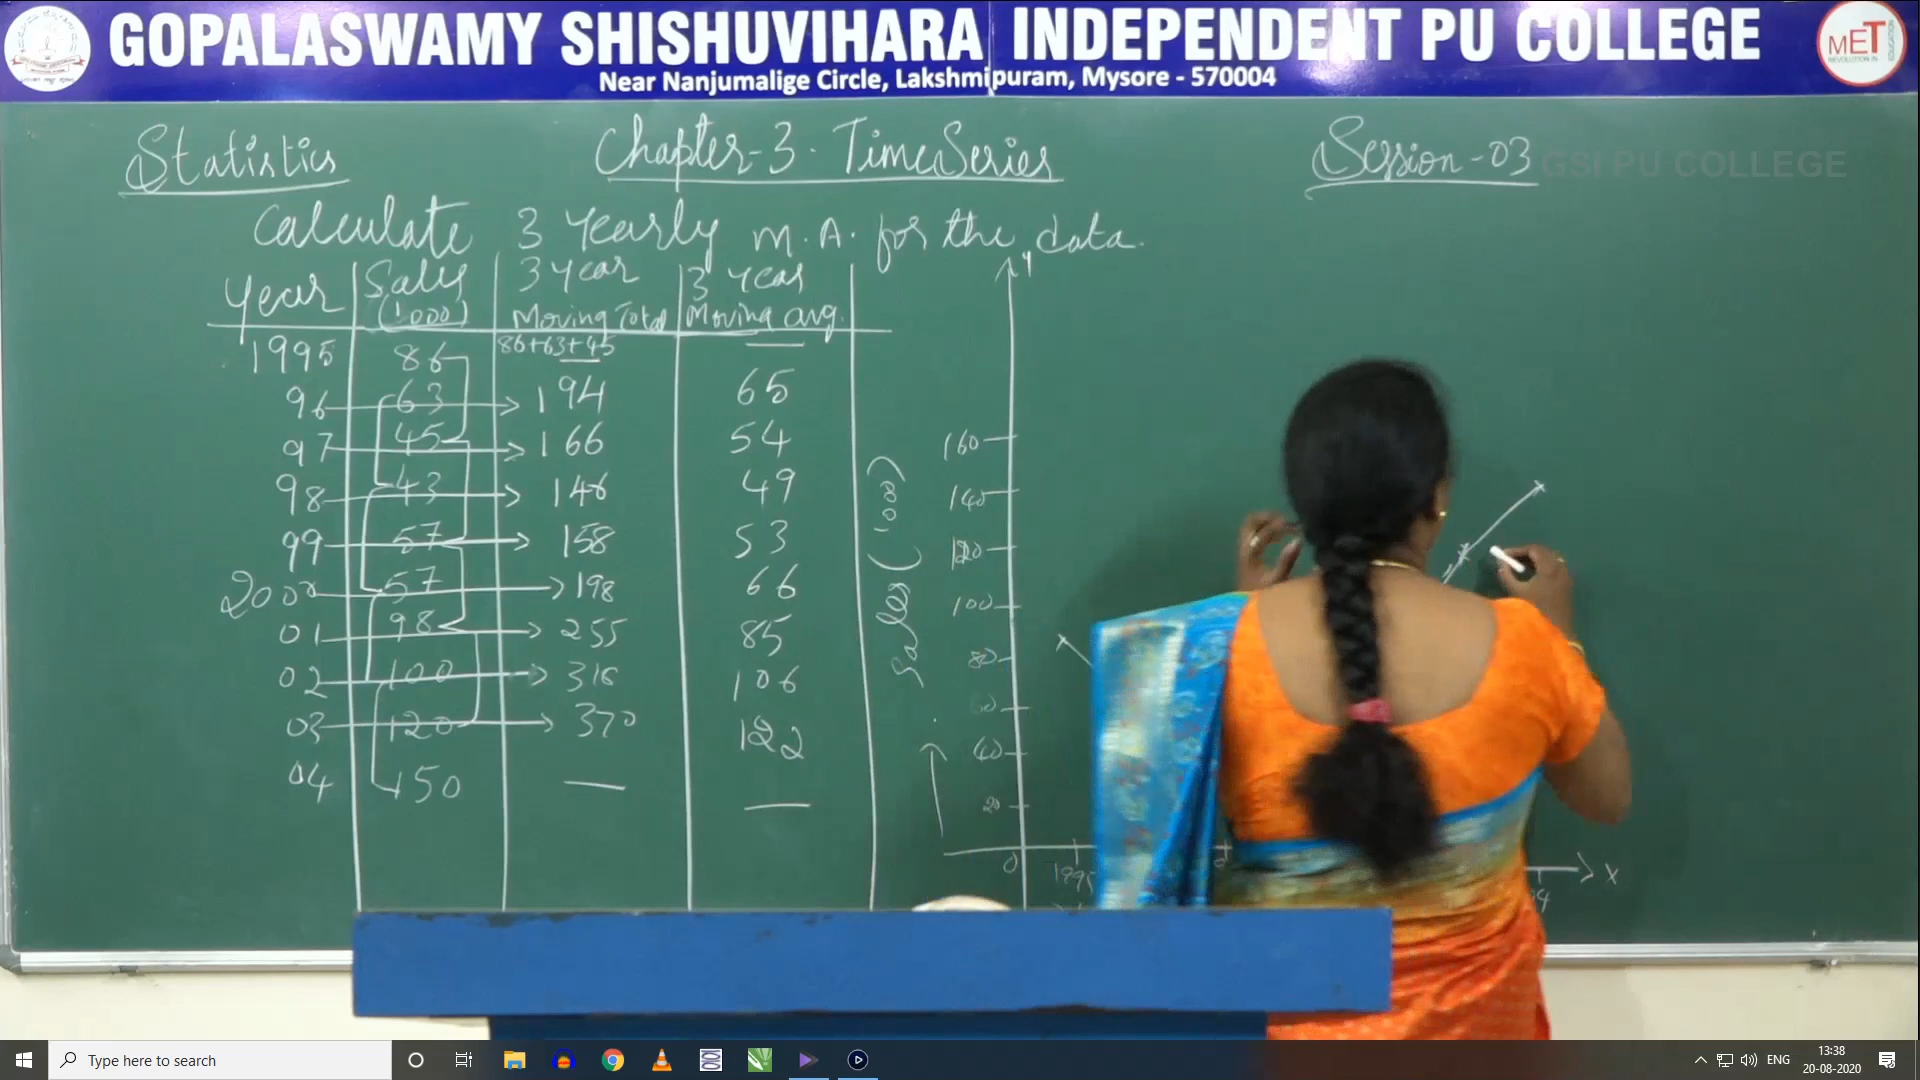 GOPALASWAMY SHISHUVIHARA INDEPENDENT PU COLLEGE
Near Nanjumalige Circle, Lakshmipuram, Mysore - 570004
MET
Statistics Chapter-3. Time Series Session-03
GSI PU COLLEGE
Calculate 3 Yearly M.A. for the data.
Year Sales (1000) 3 Year Moving Total 3 Year Moving avg.
1995 86 86+63+45 —
96 63 194 65
97 45 166 54
98 43 146 49
99 57 158 53
2000 57 198 66
01 98 255 85
02 100 316 106
03 120 370 122
04 150 — —
Y
160
140
120
100
80
60
40
20
0
Sales (1000)
1995
04
X
Type here to search
ENG
13:38
20-08-2020